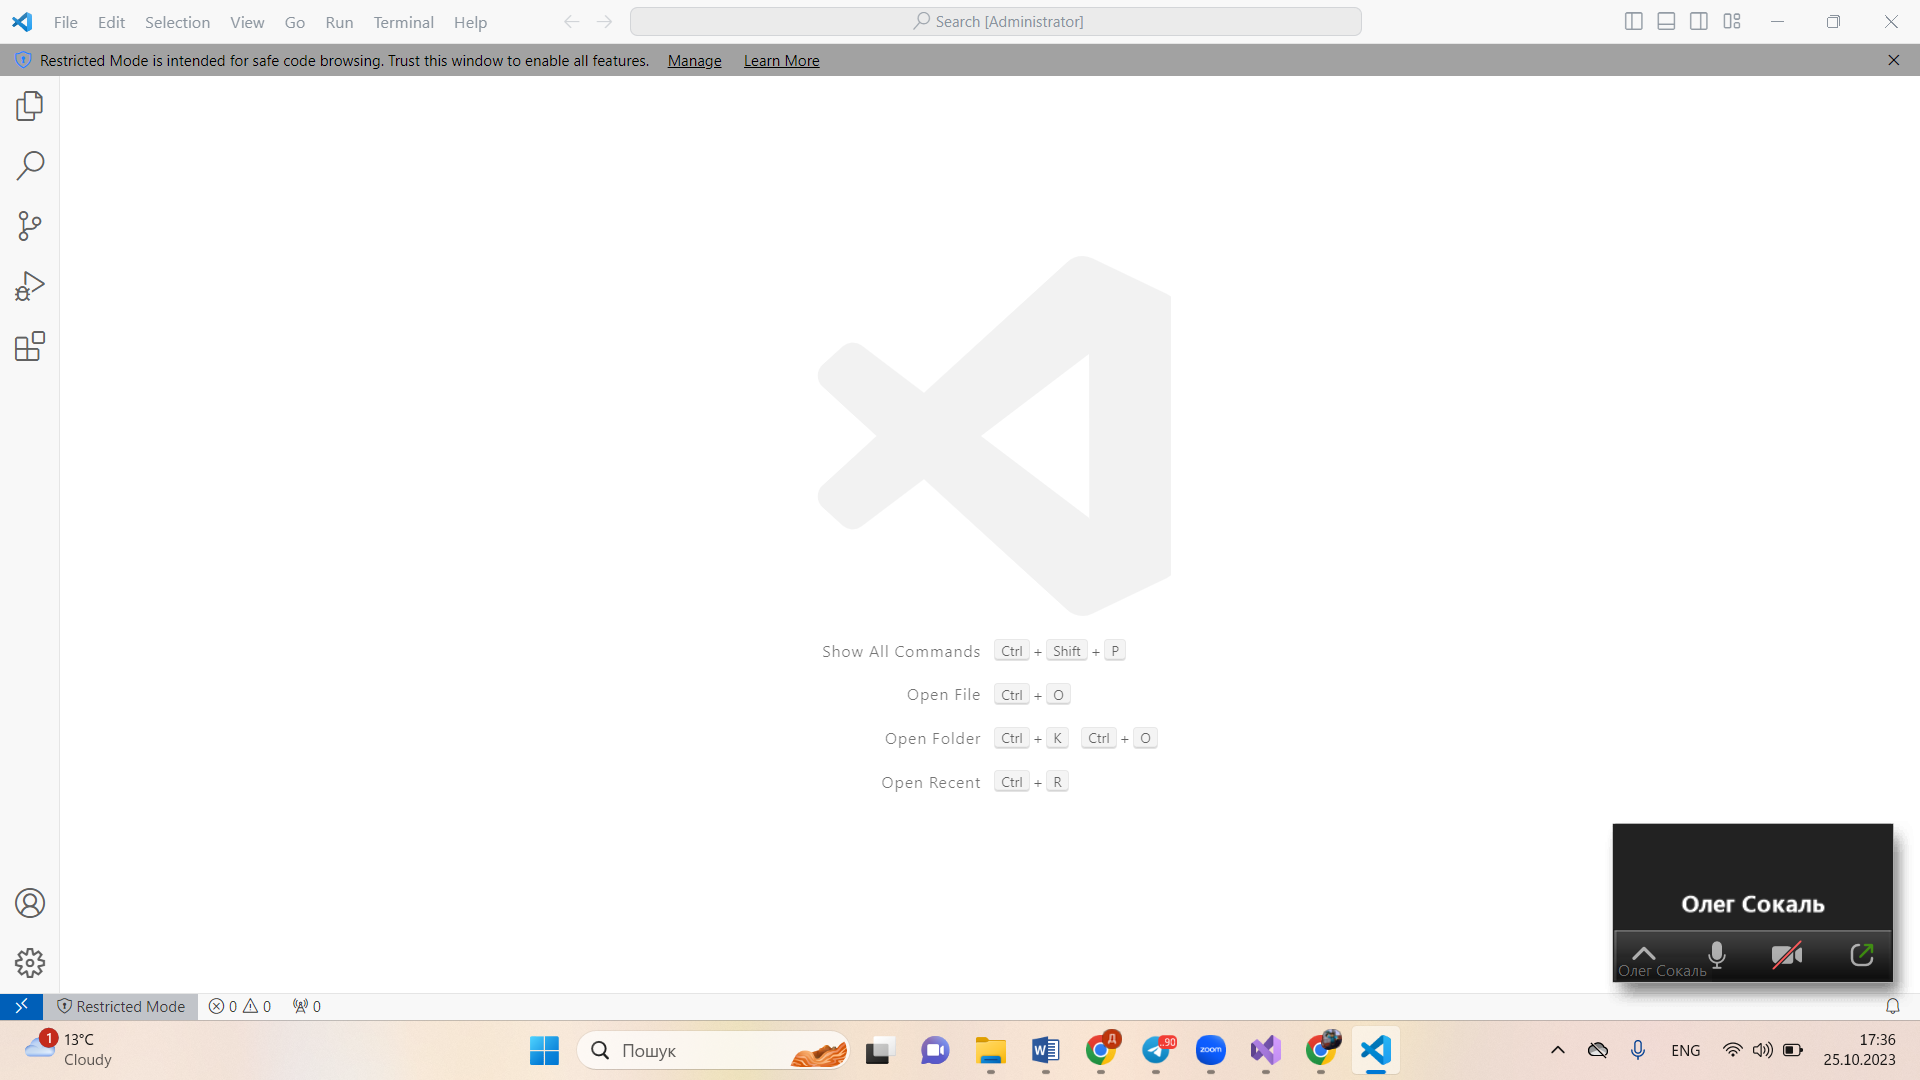 File Edit Selection View Go Run Terminal Help
Search [Administrator]
Restricted Mode is intended for safe code browsing. Trust this window to enable all features. Manage Learn More
Show All Commands Ctrl + Shift + P
Open File Ctrl + O
Open Folder Ctrl + K Ctrl + O
Open Recent Ctrl + R
Олег Сокаль
Олег Сокаль
Restricted Mode 0 0 0
1
13°C
Cloudy
Пошук
Д
90
zoom
ENG
17:36
25.10.2023